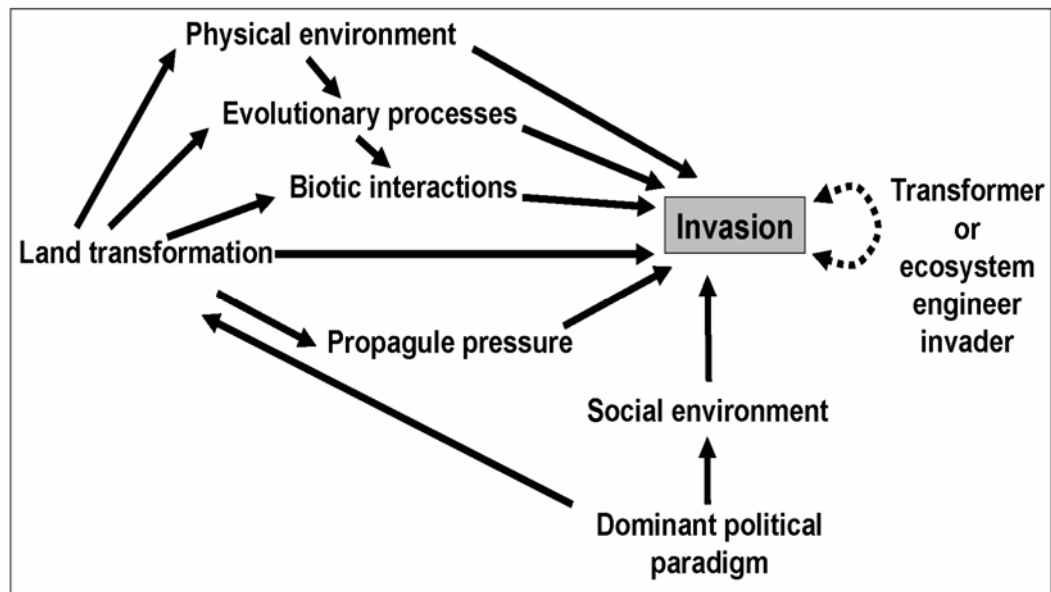 Physical environment
Evolutionary processes
Biotic interactions
Land transformation
Invasion
Transformer
or
ecosystem
engineer
invader
Propagule pressure
Social environment
Dominant political
paradigm